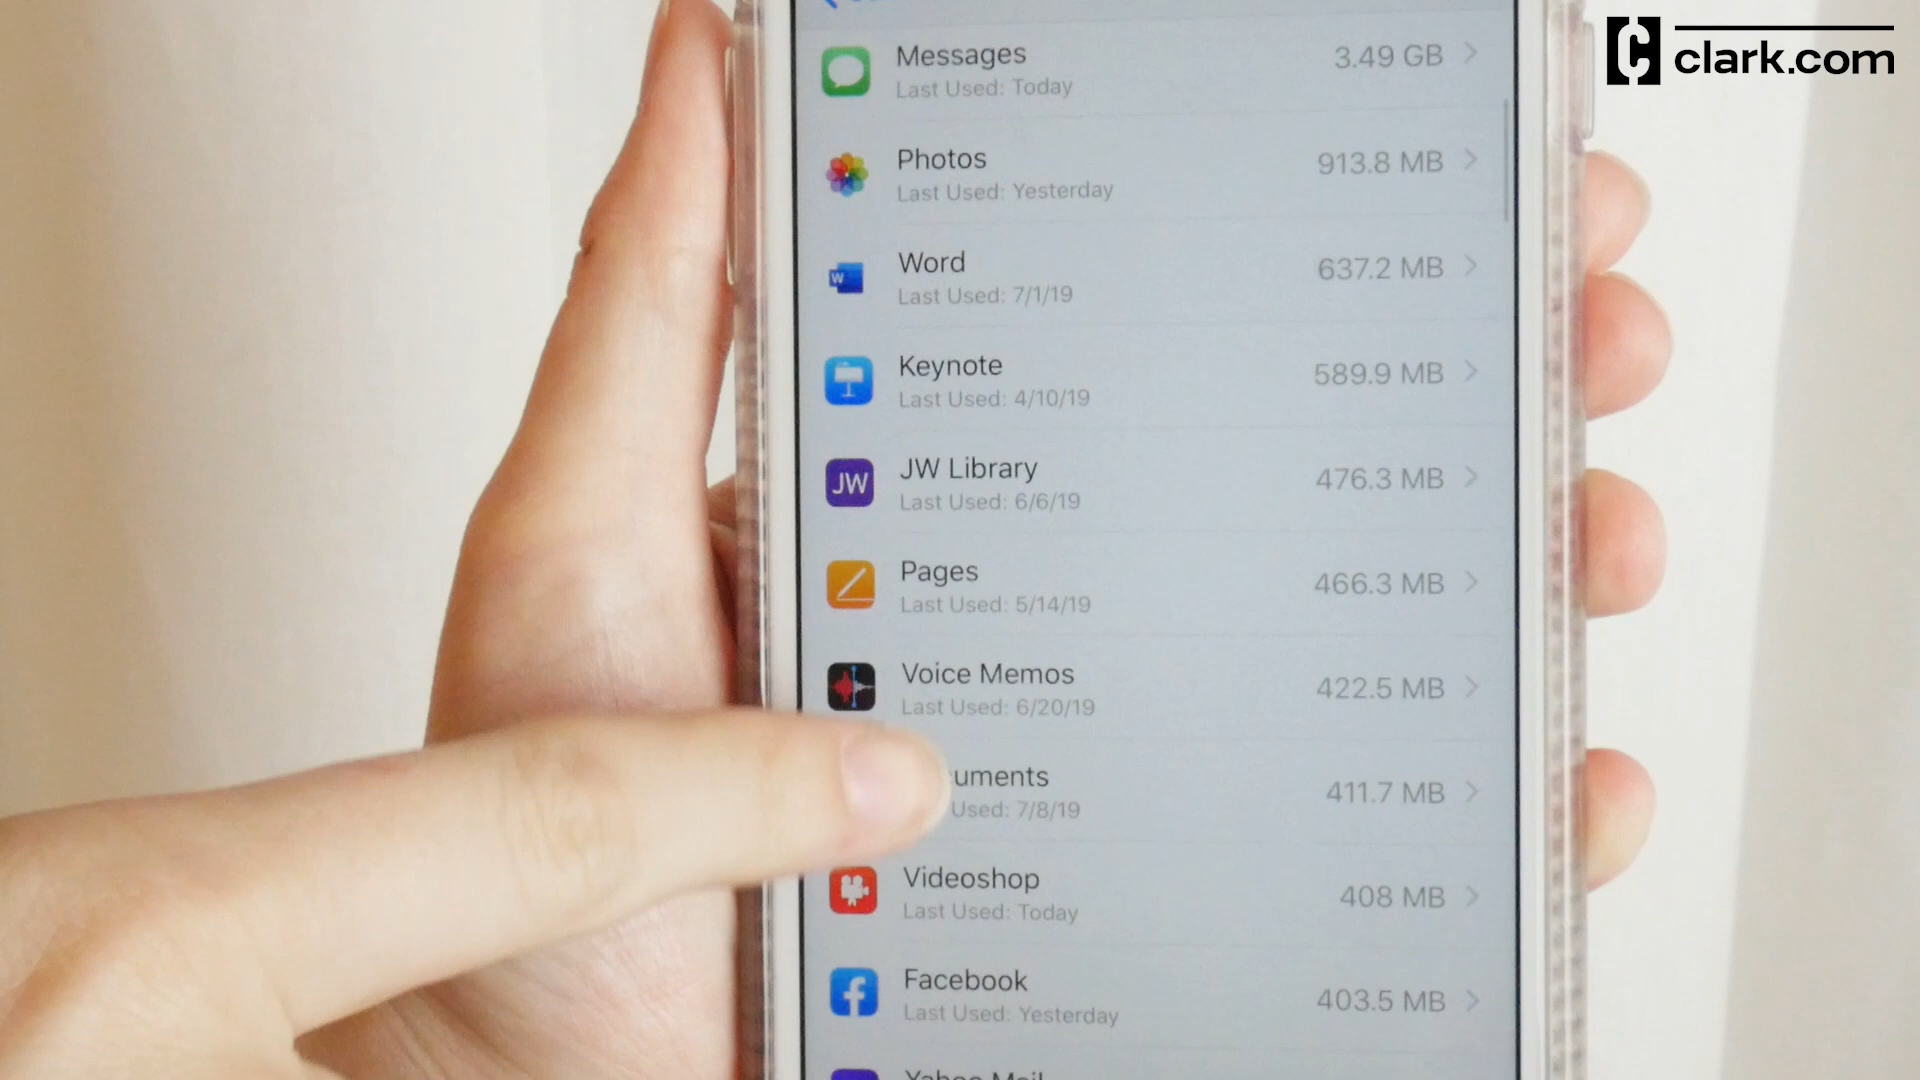 clark.com
Messages 3.49 GB
Last Used: Today
Photos 913.8 MB
Last Used: Yesterday
W Word 637.2 MB
Last Used: 7/1/19
Keynote 589.9 MB
Last Used: 4/10/19
JW JW Library 476.3 MB
Last Used: 6/6/19
Pages 466.3 MB
Last Used: 5/14/19
Voice Memos 422.5 MB
Last Used: 6/20/19
uments 411.7 MB
Used: 7/8/19
Videoshop 408 MB
Last Used: Today
f Facebook 403.5 MB
Last Used: Yesterday
Yahoo Mail